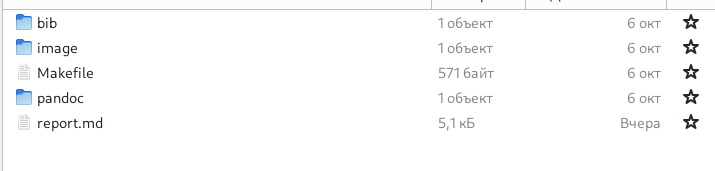 bib 1 объект 6 окт
image 1 объект 6 окт
Makefile 571 байт 6 окт
pandoc 1 объект 6 окт
report.md 5,1 кБ Вчера